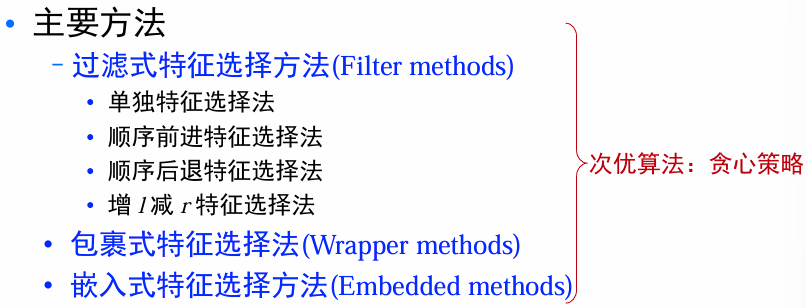 • 主要方法
– 过滤式特征选择方法(Filter methods)
• 单独特征选择法
• 顺序前进特征选择法
• 顺序后退特征选择法
• 增 l 减 r 特征选择法
• 包裹式特征选择法(Wrapper methods)
• 嵌入式特征选择方法(Embedded methods)
次优算法：贪心策略